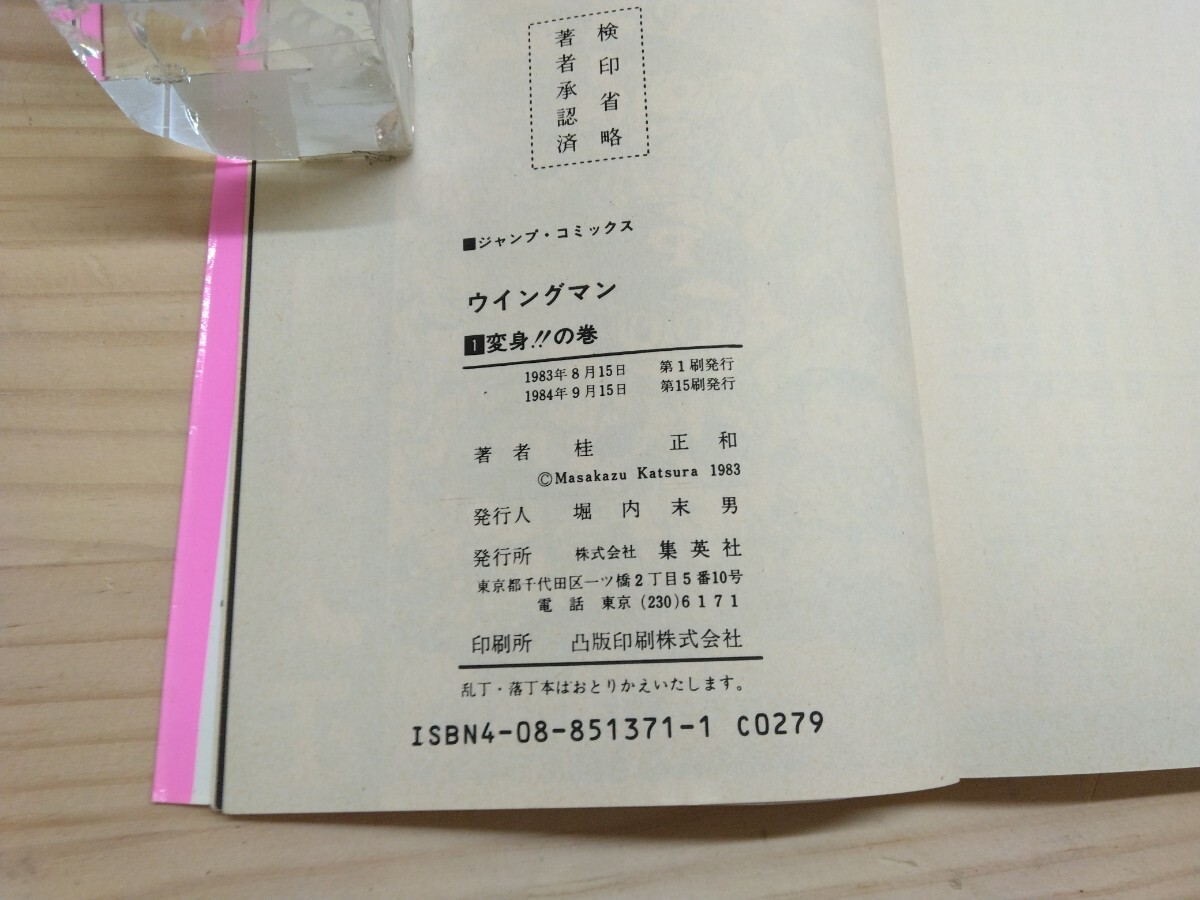 検印省略
著者承認済
■ジャンプ・コミックス
ウイングマン
1変身!!の巻
1983年8月15日 第1刷発行
1984年9月15日 第15刷発行
著者 桂 正和
©Masakazu Katsura 1983
発行人 堀内末男
発行所 株式会社 集英社
東京都千代田区一ツ橋2丁目5番10号
電話 東京 (230)6171
印刷所 凸版印刷株式会社
乱丁・落丁本はおとりかえいたします。
ISBN4-08-851371-1 C0279